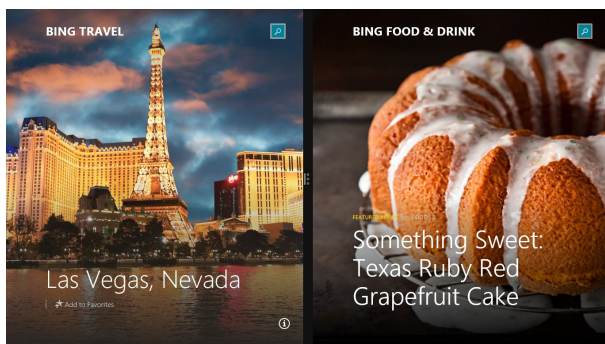 BING TRAVEL
Las Vegas, Nevada
Add to Favorites
BING FOOD & DRINK
Something Sweet:
Texas Ruby Red
Grapefruit Cake